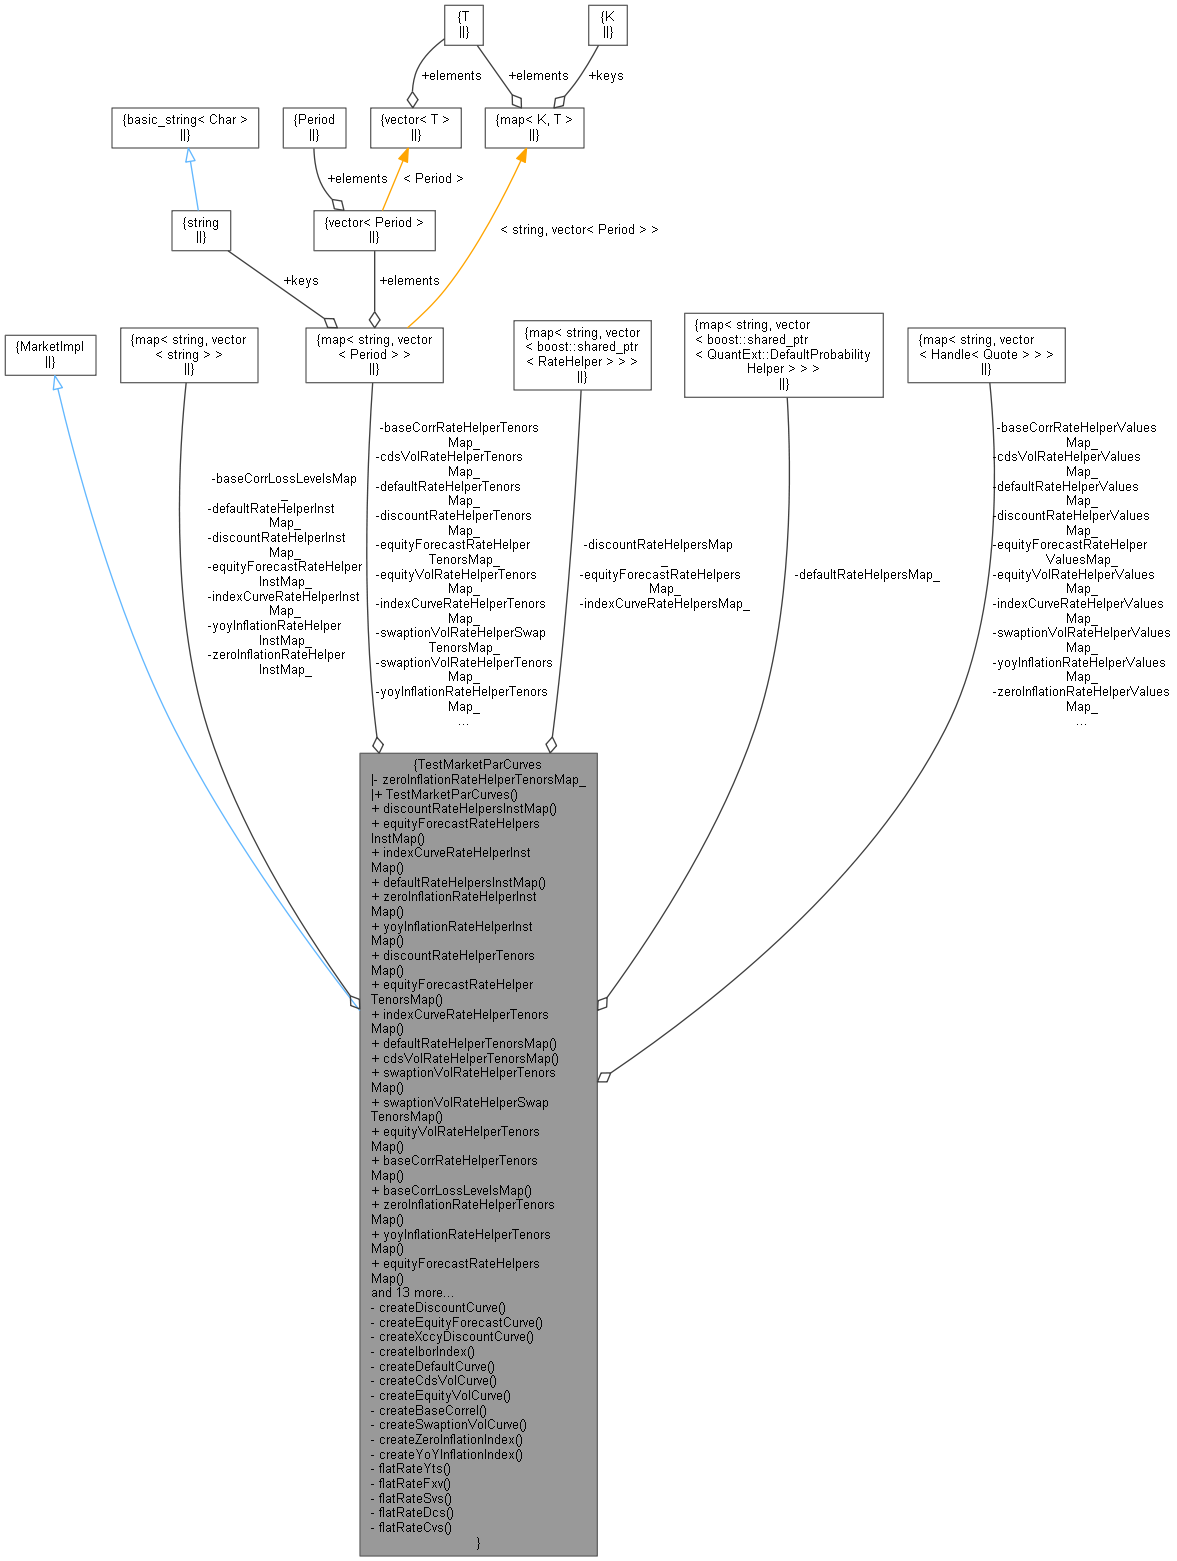 {T
||}
{K
||}
+elements
+elements
+keys
{basic_string< Char >
||}
{Period
||}
{vector< T >
||}
{map< K, T >
||}
+elements
< Period >
{string
||}
{vector< Period >
||}
< string, vector< Period > >
+keys
+elements
{MarketImpl
||}
{map< string, vector
< string > >
||}
{map< string, vector
< Period > >
||}
{map< string, vector
< boost::shared_ptr
< RateHelper > > >
||}
{map< string, vector
< boost::shared_ptr
< QuantExt::DefaultProbability
Helper > > >
||}
{map< string, vector
< Handle< Quote > > >
||}
-baseCorrLossLevelsMap
_
-defaultRateHelperInst
Map_
-discountRateHelperInst
Map_
-equityForecastRateHelper
InstMap_
-indexCurveRateHelperInst
Map_
-yoyInflationRateHelper
InstMap_
-zeroInflationRateHelper
InstMap_
-baseCorrRateHelperTenors
Map_
-cdsVolRateHelperTenors
Map_
-defaultRateHelperTenors
Map_
-discountRateHelperTenors
Map_
-equityForecastRateHelper
TenorsMap_
-equityVolRateHelperTenors
Map_
-indexCurveRateHelperTenors
Map_
-swaptionVolRateHelperSwap
TenorsMap_
-swaptionVolRateHelperTenors
Map_
-yoyInflationRateHelperTenors
Map_
...
-discountRateHelpersMap
_
-equityForecastRateHelpers
Map_
-indexCurveRateHelpersMap_
-defaultRateHelpersMap_
-baseCorrRateHelperValues
Map_
-cdsVolRateHelperValues
Map_
-defaultRateHelperValues
Map_
-discountRateHelperValues
Map_
-equityForecastRateHelper
ValuesMap_
-equityVolRateHelperValues
Map_
-indexCurveRateHelperValues
Map_
-swaptionVolRateHelperValues
Map_
-yoyInflationRateHelperValues
Map_
-zeroInflationRateHelperValues
Map_
...
{TestMarketParCurves
|- zeroInflationRateHelperTenorsMap_
|+ TestMarketParCurves()
+ discountRateHelpersInstMap()
+ equityForecastRateHelpers
InstMap()
+ indexCurveRateHelperInst
Map()
+ defaultRateHelpersInstMap()
+ zeroInflationRateHelperInst
Map()
+ yoyInflationRateHelperInst
Map()
+ discountRateHelperTenors
Map()
+ equityForecastRateHelper
TenorsMap()
+ indexCurveRateHelperTenors
Map()
+ defaultRateHelperTenorsMap()
+ cdsVolRateHelperTenorsMap()
+ swaptionVolRateHelperTenors
Map()
+ swaptionVolRateHelperSwap
TenorsMap()
+ equityVolRateHelperTenors
Map()
+ baseCorrRateHelperTenors
Map()
+ baseCorrLossLevelsMap()
+ zeroInflationRateHelperTenors
Map()
+ yoyInflationRateHelperTenors
Map()
+ equityForecastRateHelpers
Map()
and 13 more...
- createDiscountCurve()
- createEquityForecastCurve()
- createXccyDiscountCurve()
- createIborIndex()
- createDefaultCurve()
- createCdsVolCurve()
- createEquityVolCurve()
- createBaseCorrel()
- createSwaptionVolCurve()
- createZeroInflationIndex()
- createYoYInflationIndex()
- flatRateYts()
- flatRateFxv()
- flatRateSvs()
- flatRateDcs()
- flatRateCvs()
}